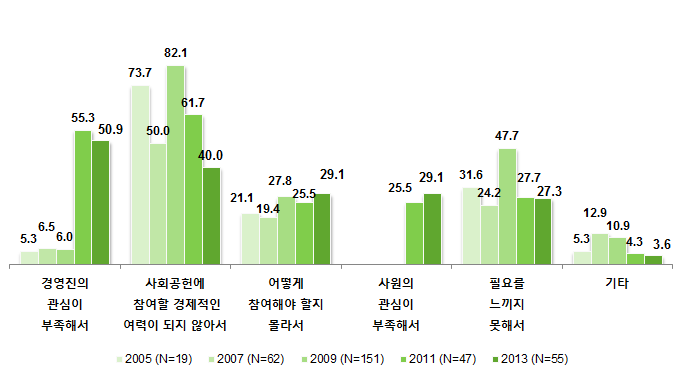 82.1
73.7
61.7
55.3
50.9
50.0
47.7
40.0
31.6
29.1
29.1
27.8
27.7
27.3
25.5
25.5
24.2
21.1
19.4
12.9
10.9
6.5
6.0
5.3
5.3
4.3
3.6
경영진의
관심이
부족해서
사회공헌에
참여할 경제적인
여력이 되지 않아서
어떻게
참여해야 할지
몰라서
사원의
관심이
부족해서
필요를
느끼지
못해서
기타
2005 (N=19)
2007 (N=62)
2009 (N=151)
2011 (N=47)
2013 (N=55)